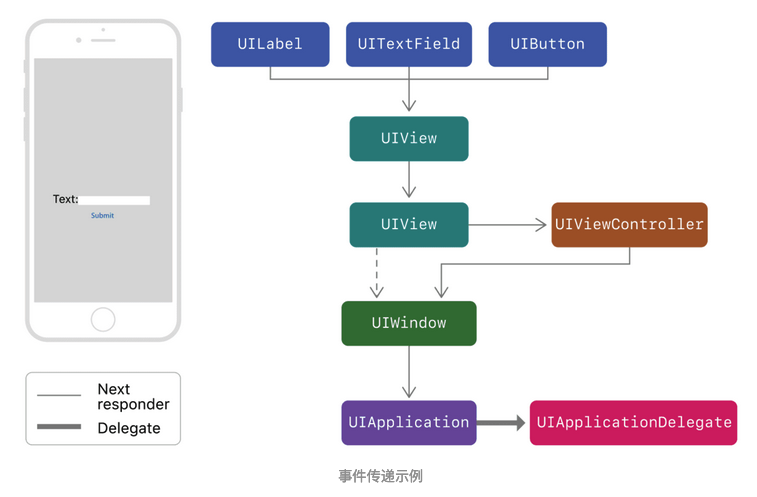 UILabel
UITextField
UIButton
UIView
Text:
Submit
UIView
UIViewController
UIWindow
Next
responder
Delegate
UIApplication
UIApplicationDelegate
事件传递示例